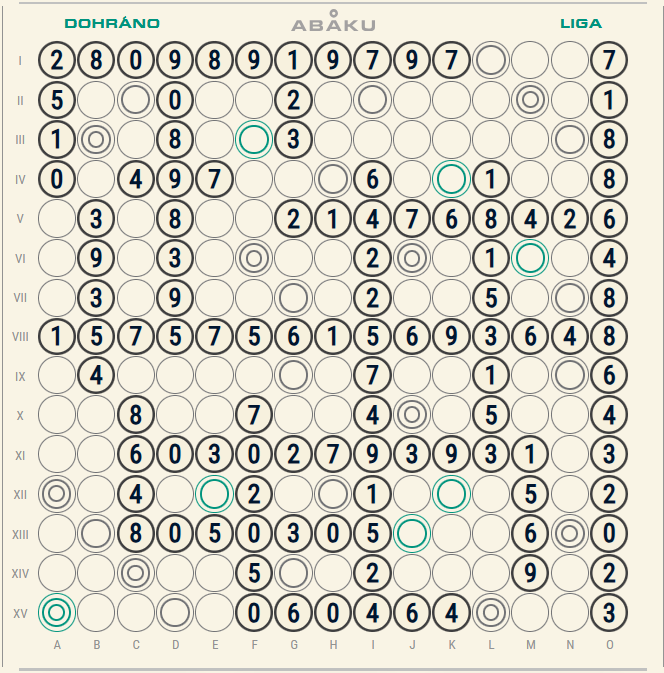 DOHRÁNO ABAKU LIGA
I 2 8 0 9 8 9 1 9 7 9 7 7
II 5 0 2 1
III 1 8 3 8
IV 0 4 9 7 6 1 8
V 3 8 2 1 4 7 6 8 4 2 6
VI 9 3 2 1 4
VII 3 9 2 5 8
VIII 1 5 7 5 7 5 6 1 5 6 9 3 6 4 8
IX 4 7 1 6
X 8 7 4 5 4
XI 6 0 3 0 2 7 9 3 9 3 1 3
XII 4 2 1 5 2
XIII 8 0 5 0 3 0 5 6 0
XIV 5 2 9 2
XV 0 6 0 4 6 4 3
A B C D E F G H I J K L M N O